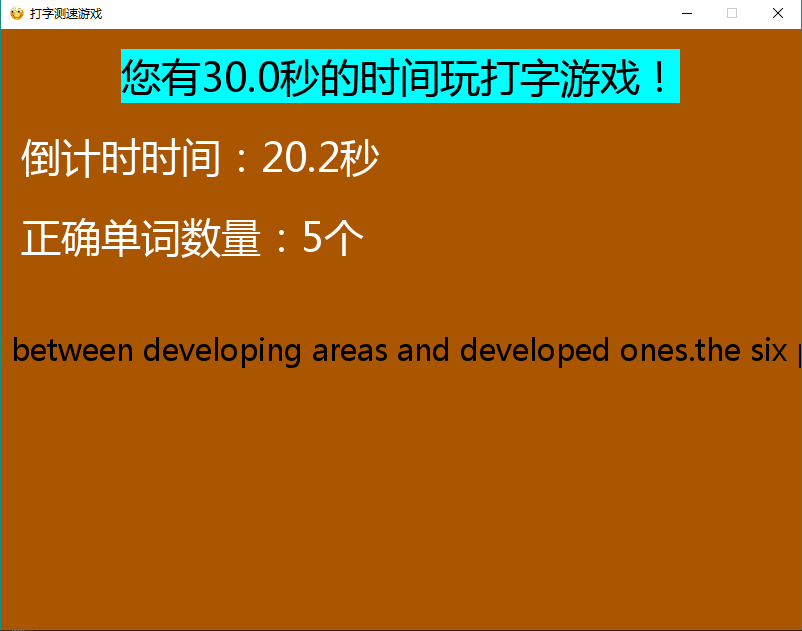 打字测速游戏
您有30.0秒的时间玩打字游戏！
倒计时时间：20.2秒
正确单词数量：5个
between developing areas and developed ones.the six